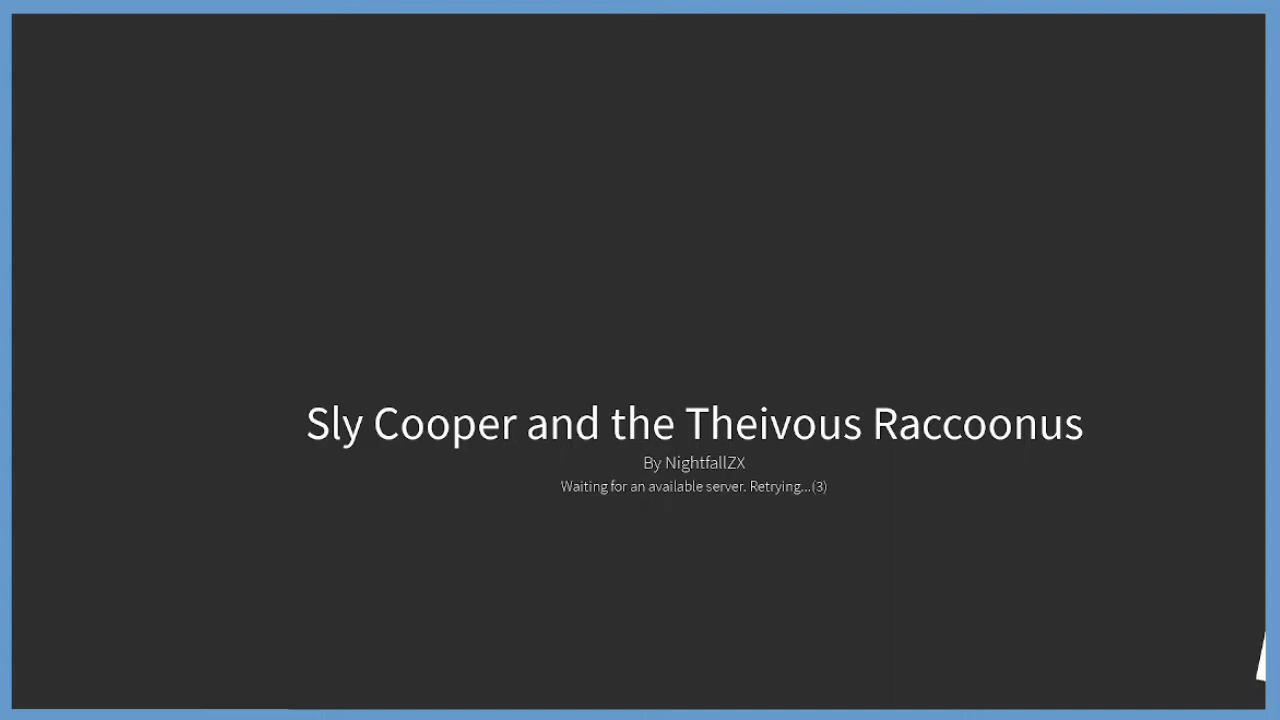 Sly Cooper and the Theivous Raccoonus
By NightfallZX
Waiting for an available server. Retrying...(3)